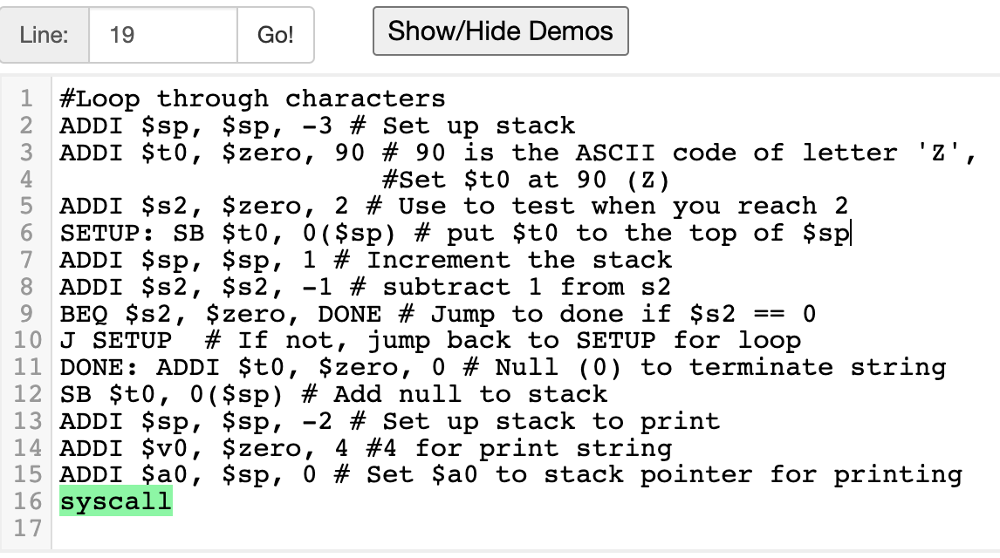 Line: 19 Go! Show/Hide Demos
1 #Loop through characters
2 ADDI $sp, $sp, -3 # Set up stack
3 ADDI $t0, $zero, 90 # 90 is the ASCII code of letter 'Z',
4 #Set $t0 at 90 (Z)
5 ADDI $s2, $zero, 2 # Use to test when you reach 2
6 SETUP: SB $t0, 0($sp) # put $t0 to the top of $sp
7 ADDI $sp, $sp, 1 # Increment the stack
8 ADDI $s2, $s2, -1 # subtract 1 from s2
9 BEQ $s2, $zero, DONE # Jump to done if $s2 == 0
10 J SETUP # If not, jump back to SETUP for loop
11 DONE: ADDI $t0, $zero, 0 # Null (0) to terminate string
12 SB $t0, 0($sp) # Add null to stack
13 ADDI $sp, $sp, -2 # Set up stack to print
14 ADDI $v0, $zero, 4 #4 for print string
15 ADDI $a0, $sp, 0 # Set $a0 to stack pointer for printing
16 syscall
17